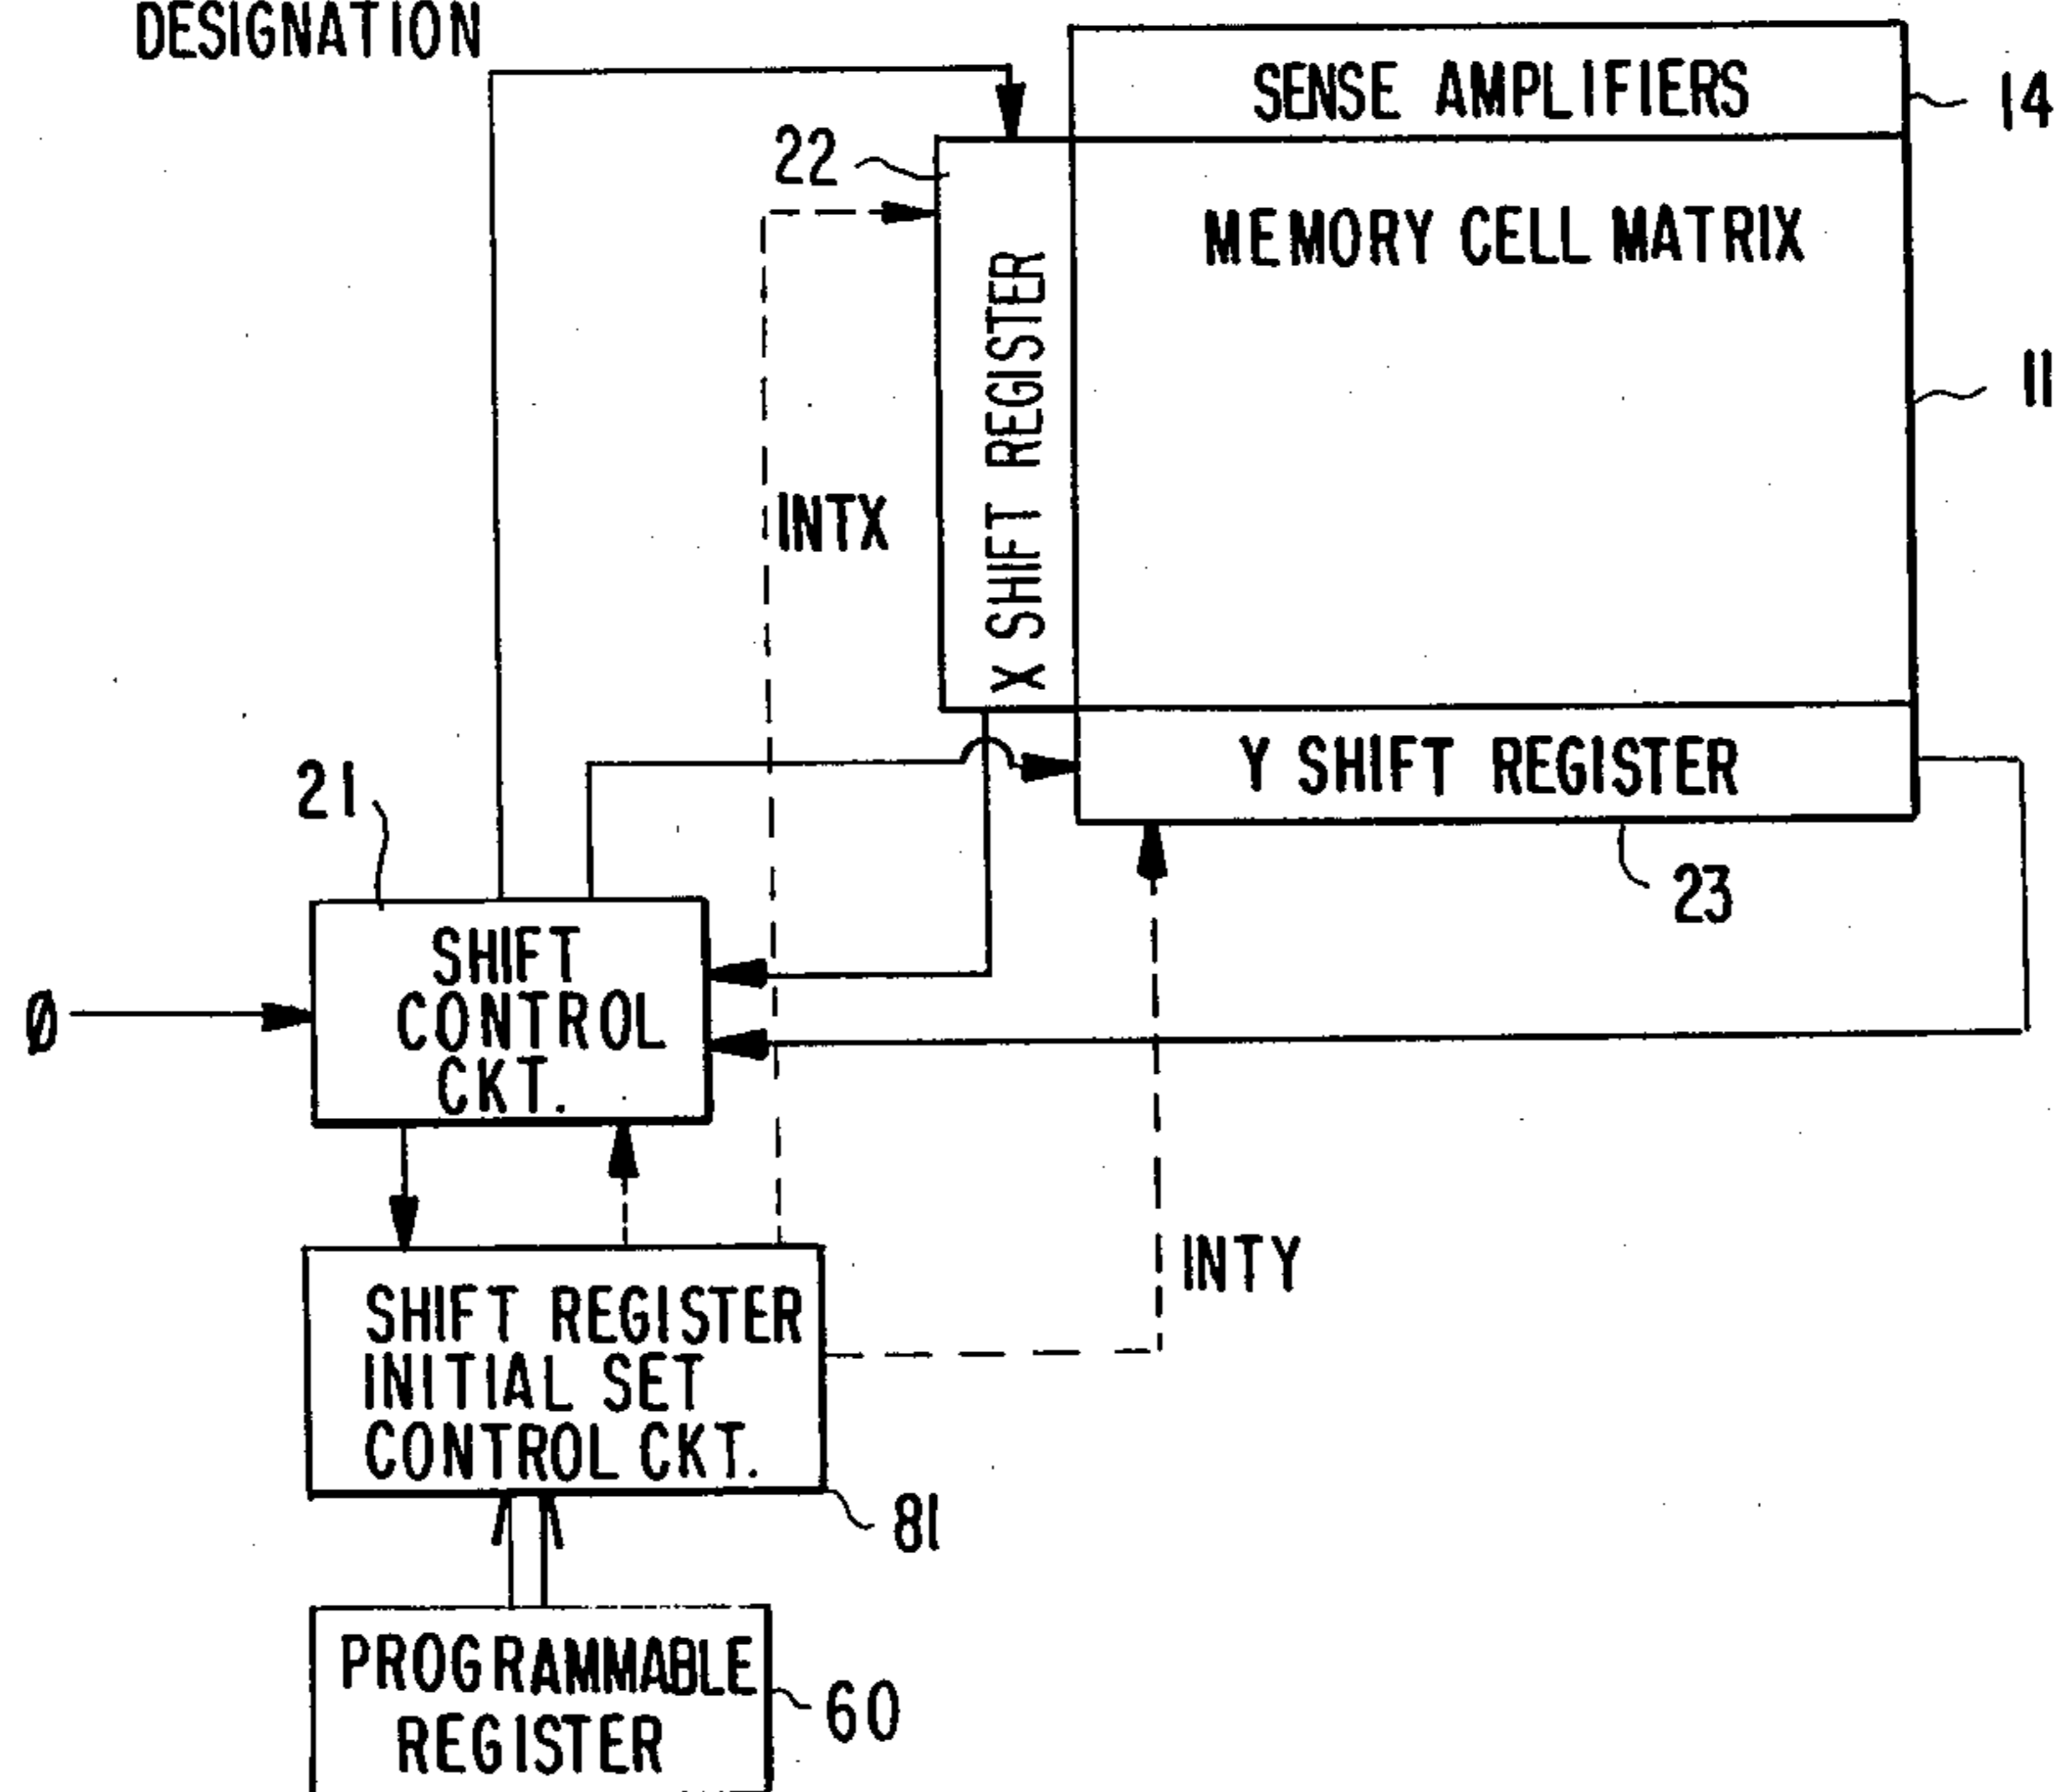 DESIGNATION
SENSE AMPLIFIERS
14
22
MEMORY CELL MATRIX
X SHIFT REGISTER
11
INTX
Y SHIFT REGISTER
21
23
SHIFT
CONTROL
CKT.
Ø
INTY
SHIFT REGISTER
INITIAL SET
CONTROL CKT.
81
PROGRAMMABLE
REGISTER
60